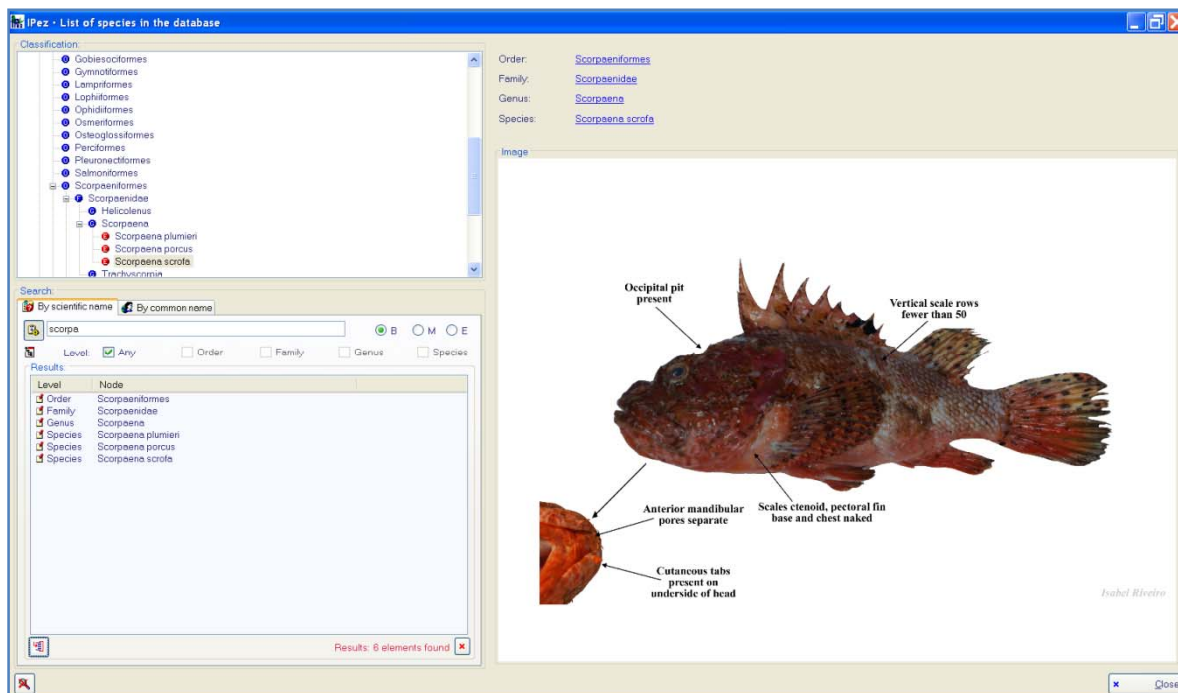 IPez - List of species in the database
Classification:
Gobiesociformes
Gymnotiformes
Lampriformes
Lophiiformes
Ophidiiformes
Osmeriformes
Osteoglossiformes
Perciformes
Pleuronectiformes
Salmoniformes
Scorpaeniformes
Scorpaenidae
Helicolenus
Scorpaena
Scorpaena plumieri
Scorpaena porcus
Scorpaena scrofa
Trachyscorpia
Search:
By scientific name By common name
scorpa B M E
Level: Any Order Family Genus Species
Results:
Level Node
Order Scorpaeniformes
Family Scorpaenidae
Genus Scorpaena
Species Scorpaena plumieri
Species Scorpaena porcus
Species Scorpaena scrofa
Results: 6 elements found
Order: Scorpaeniformes
Family: Scorpaenidae
Genus: Scorpaena
Species: Scorpaena scrofa
Image
Occipital pit
present
Vertical scale rows
fewer than 50
Anterior mandibular
pores separate
Scales ctenoid, pectoral fin
base and chest naked
Cutaneous tabs
present on
underside of head
Isabel Riveiro
Close